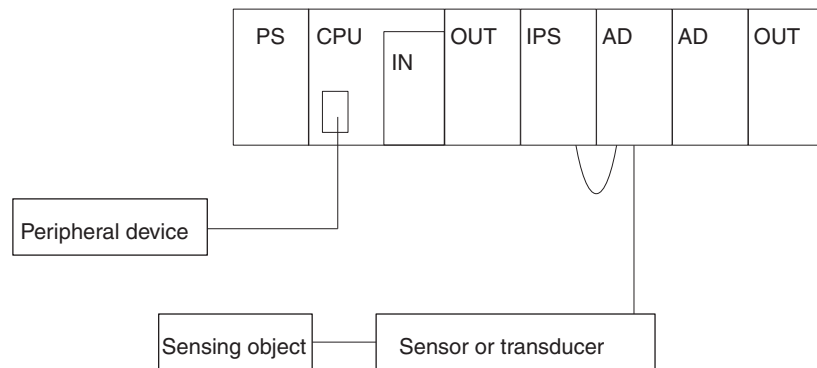 PS CPU IN OUT IPS AD AD OUT
Peripheral device
Sensing object Sensor or transducer